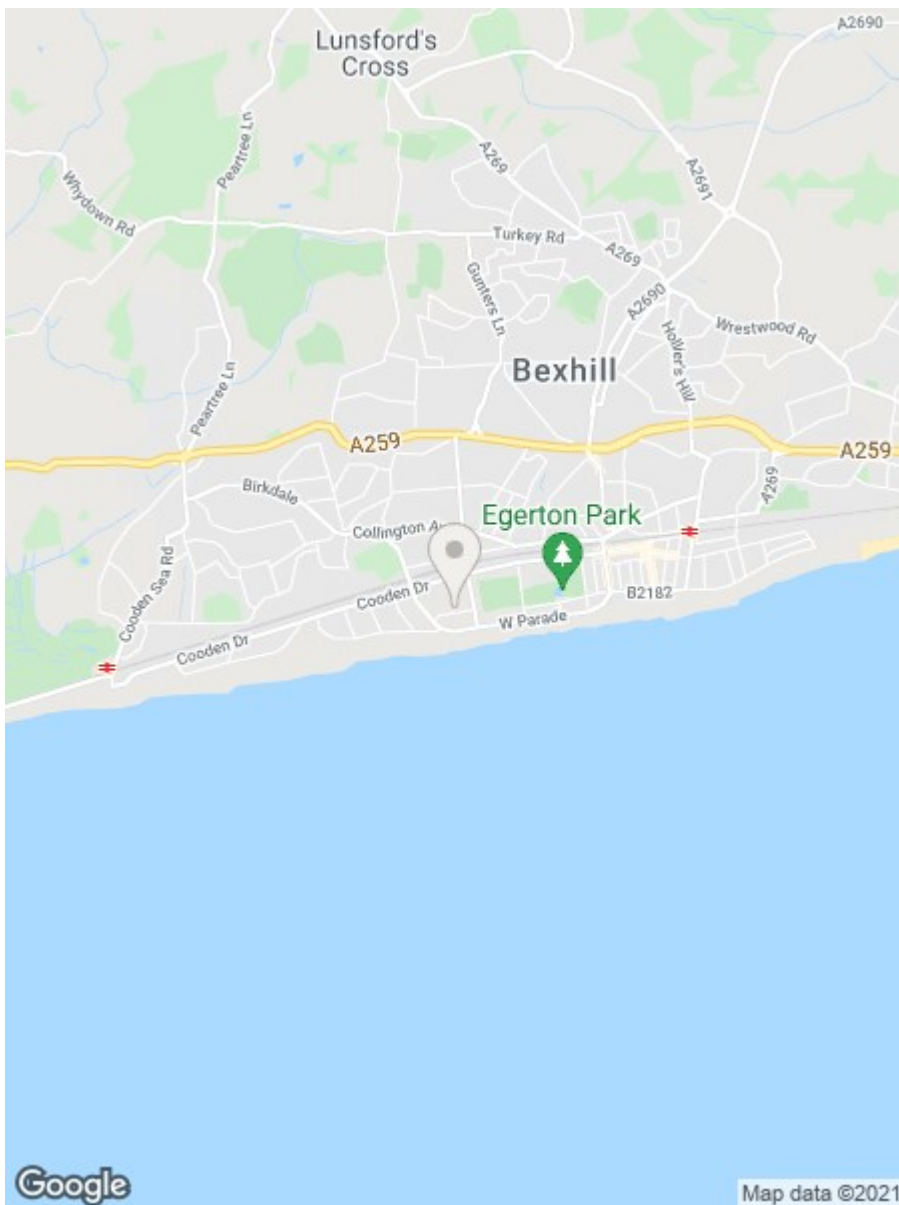 A2690
Lunsford's
Cross
Peartree Ln
A269
A2691
Whydown Rd
Turkey Rd
A269
Gunters Ln
A2690
Hollier's Hill
Wrestwood Rd
Bexhill
Peartree Ln
A259
A259
A269
Birkdale
Egerton Park
Collington Av
Cooden Sea Rd
Cooden Dr
B2182
W Parade
Cooden Dr
Google
Map data ©2021